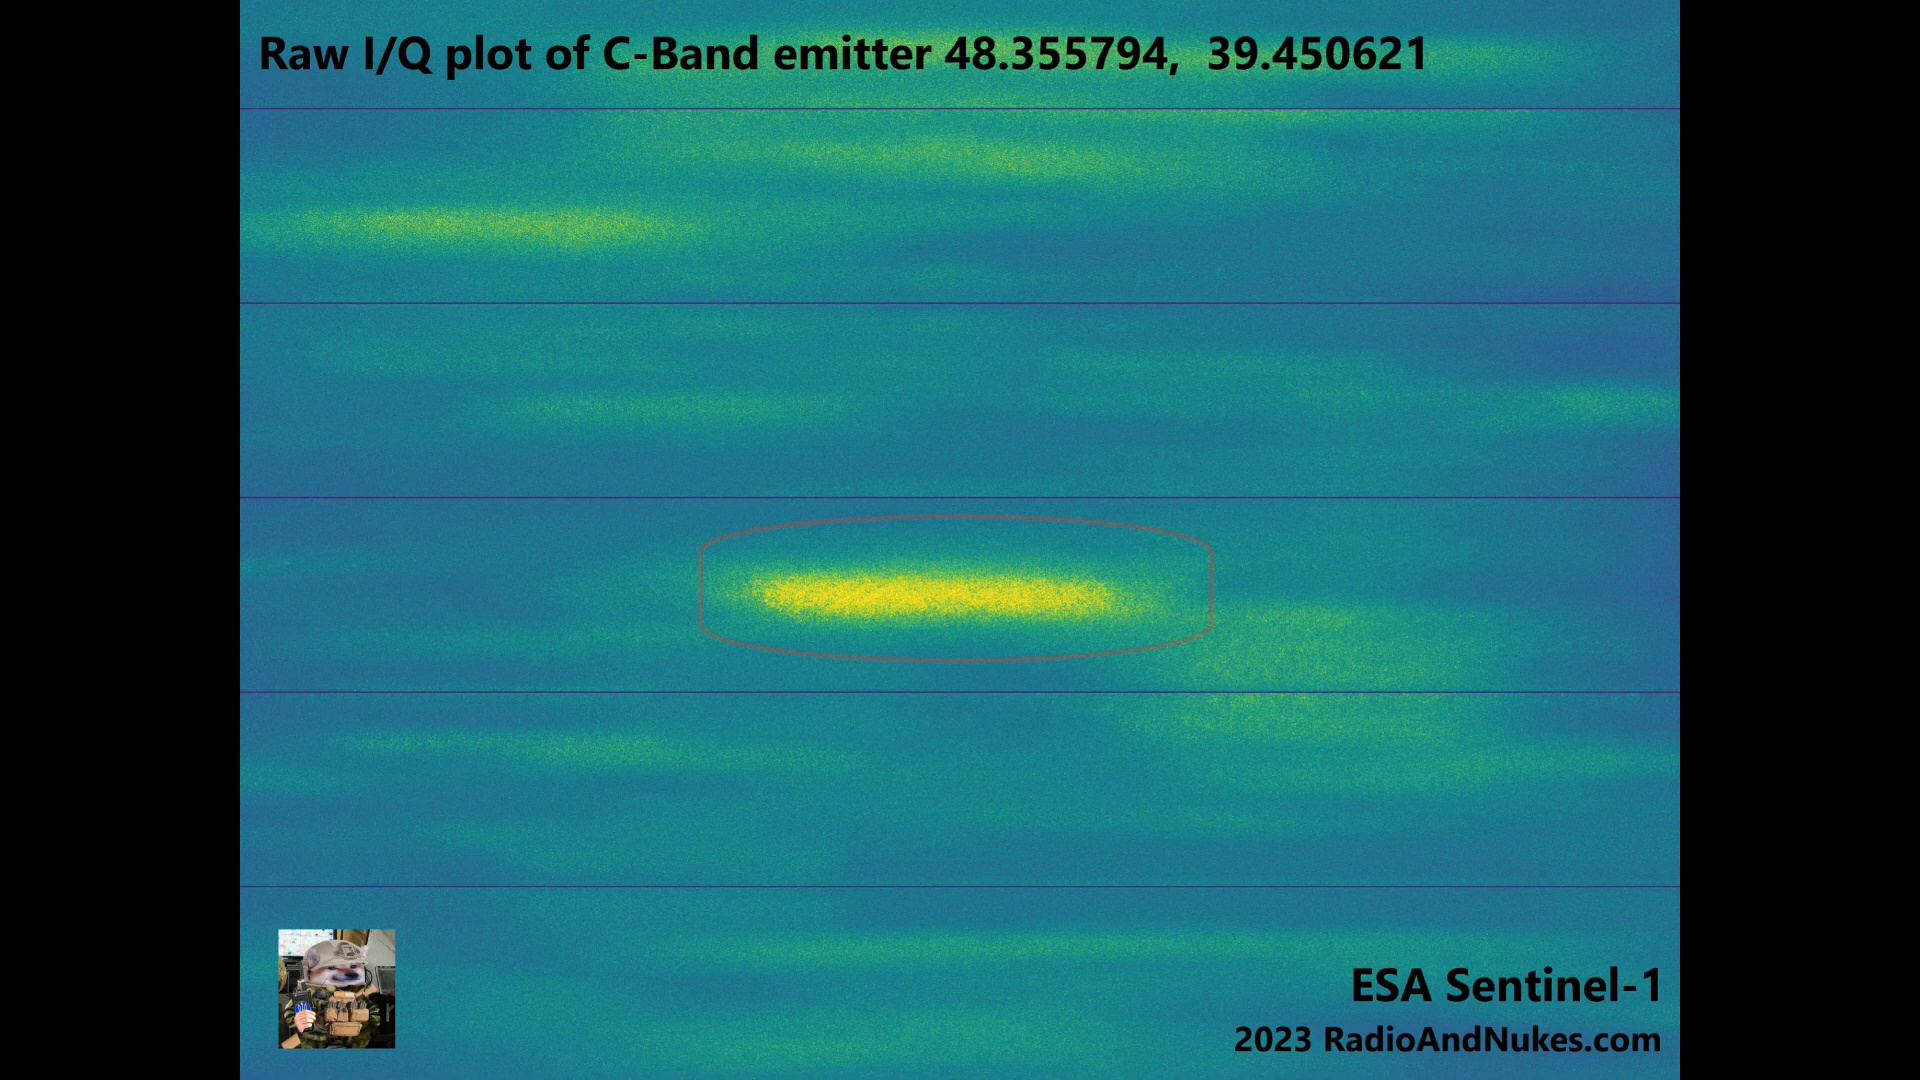 Raw I/Q plot of C-Band emitter 48.355794, 39.450621
ESA Sentinel-1
2023 RadioAndNukes.com